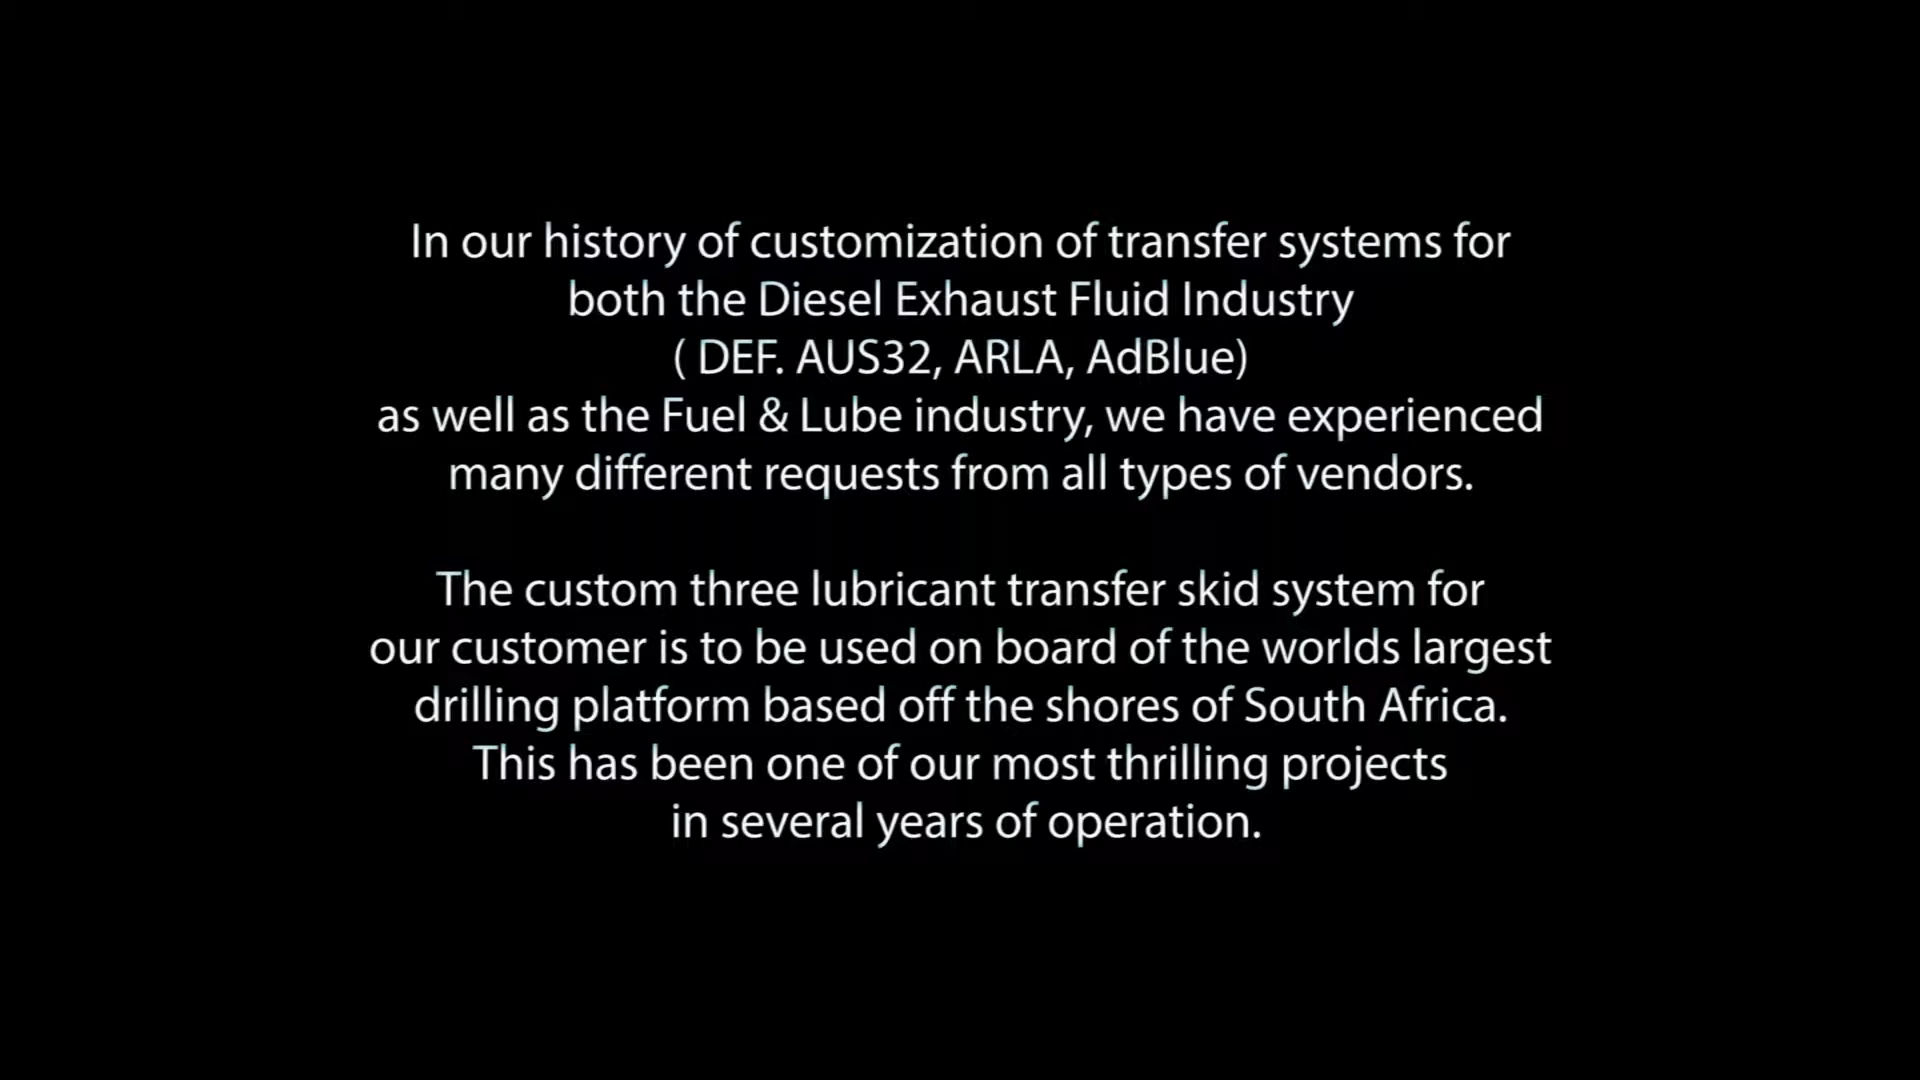 In our history of customization of transfer systems for
both the Diesel Exhaust Fluid Industry
( DEF. AUS32, ARLA, AdBlue)
as well as the Fuel & Lube industry, we have experienced
many different requests from all types of vendors.
The custom three lubricant transfer skid system for
our customer is to be used on board of the worlds largest
drilling platform based off the shores of South Africa.
This has been one of our most thrilling projects
in several years of operation.